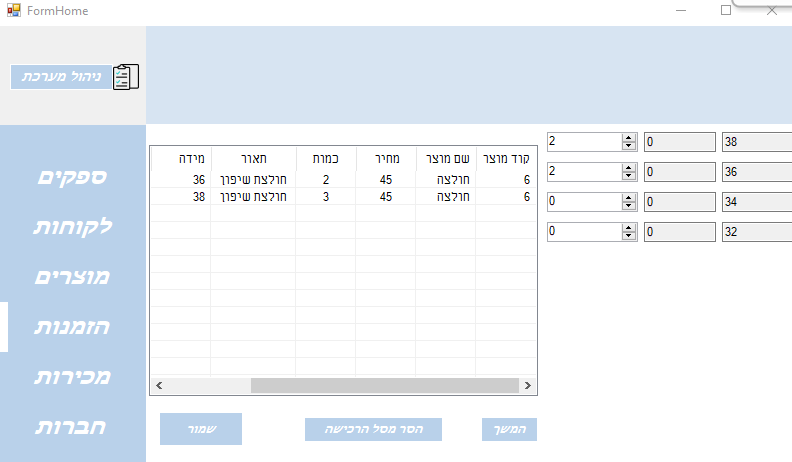 FormHome
ניהול מערכת
ספקים
לקוחות
מוצרים
הזמנות
מכירות
חברות
קוד מוצר שם מוצר מחיר כמות תאור מידה
6 חולצה 45 2 חולצת שיפון 36
6 חולצה 45 3 חולצת שיפון 38
2 0 38
2 0 36
0 0 34
0 0 32
המשך
הסר מסל הרכישה
שמור